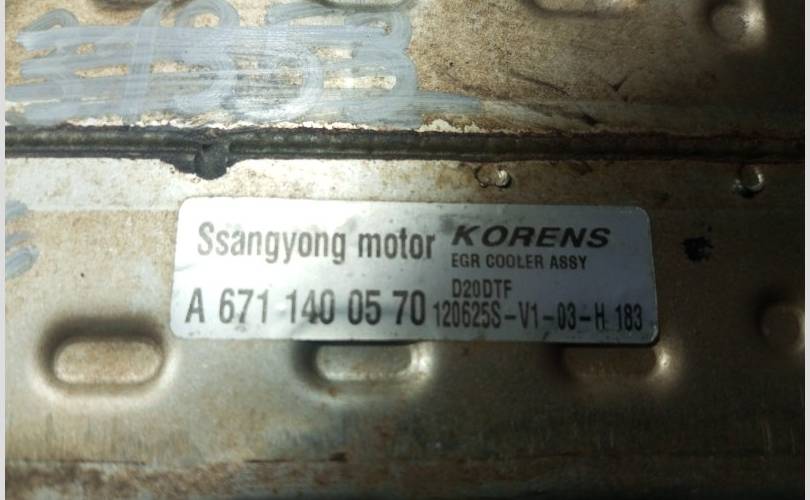 Ssangyong motor KORENS
EGR COOLER ASSY
D20DTF
A 671 140 05 70 120625S-V1-03-H 183